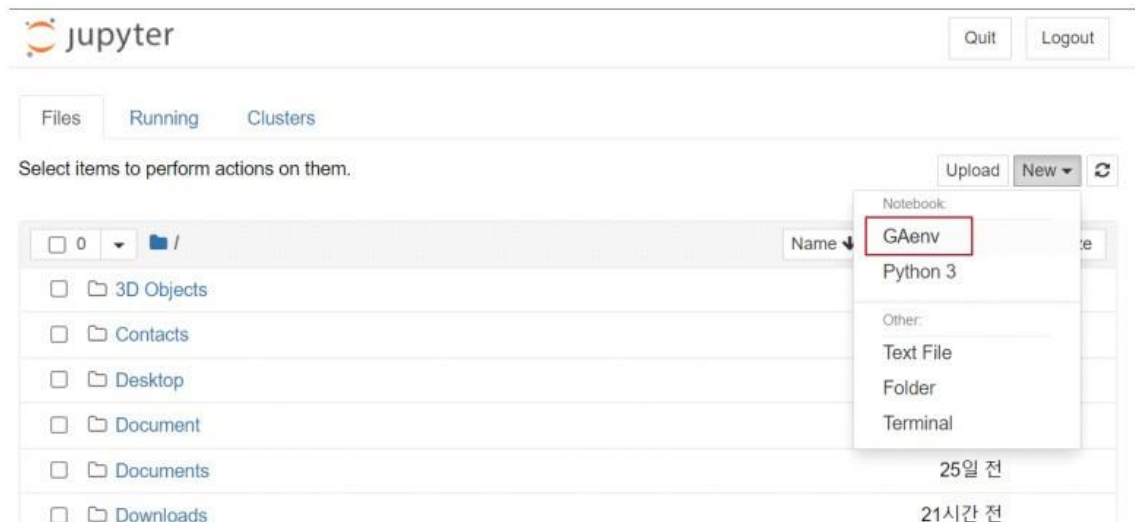 jupyter
Quit Logout
Files Running Clusters
Select items to perform actions on them.
Upload New
Notebook:
GAenv
Python 3
Other:
Text File
Folder
Terminal
0 / Name
3D Objects
Contacts
Desktop
Document
Documents 25일 전
Downloads 21시간 전